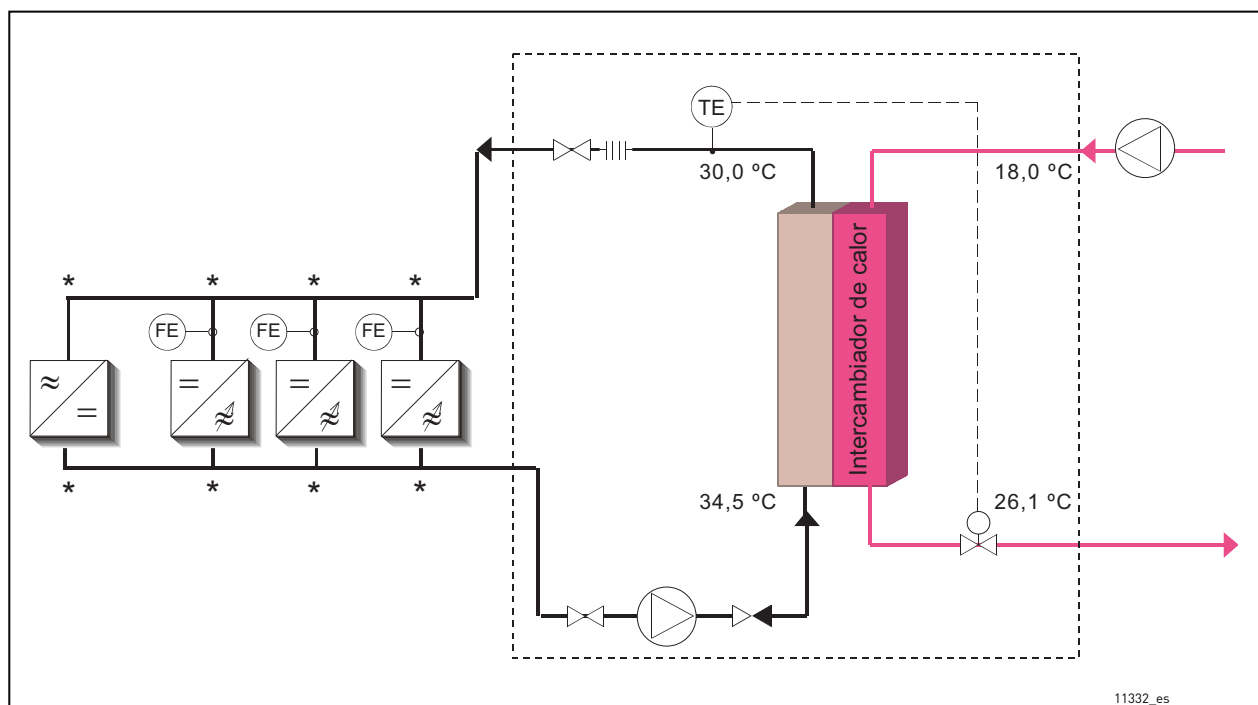 TE
30,0 ºC
18,0 ºC
* * * *
FE FE FE
≈ = = ≈ = ≈ = ≈
Intercambiador de calor
* * * *
34,5 ºC
26,1 ºC
11332_es